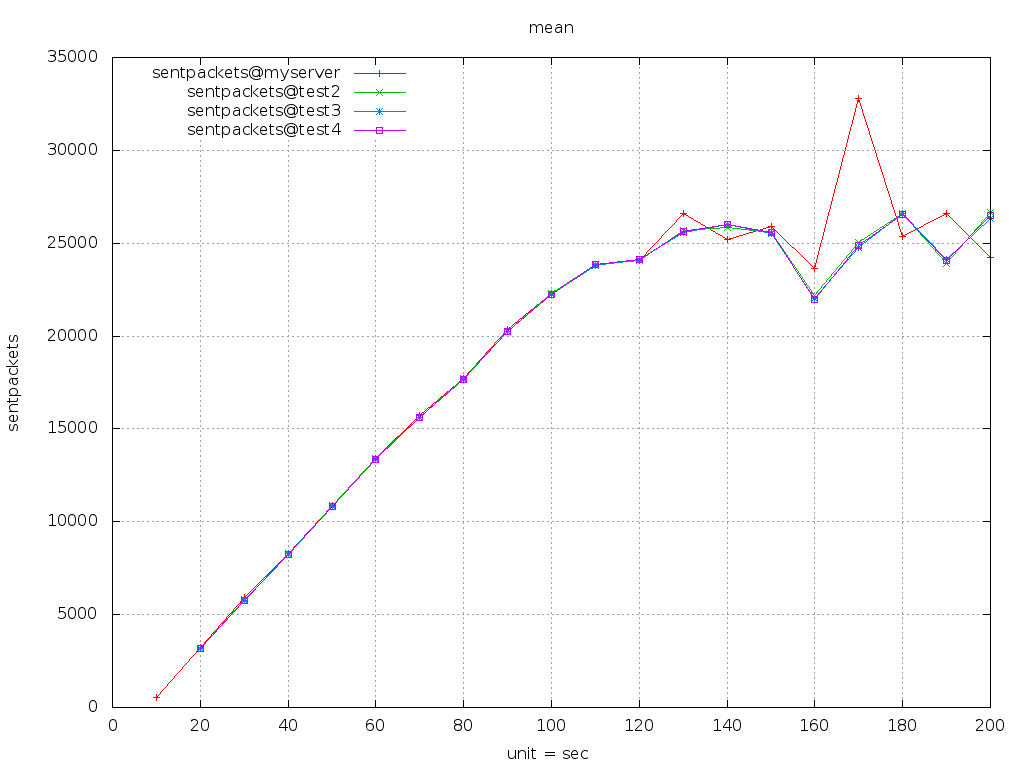 mean
35000
30000
25000
20000
15000
10000
5000
0
sentpackets@myserver
sentpackets@test2
sentpackets@test3
sentpackets@test4
sentpackets
0 20 40 60 80 100 120 140 160 180 200
unit = sec